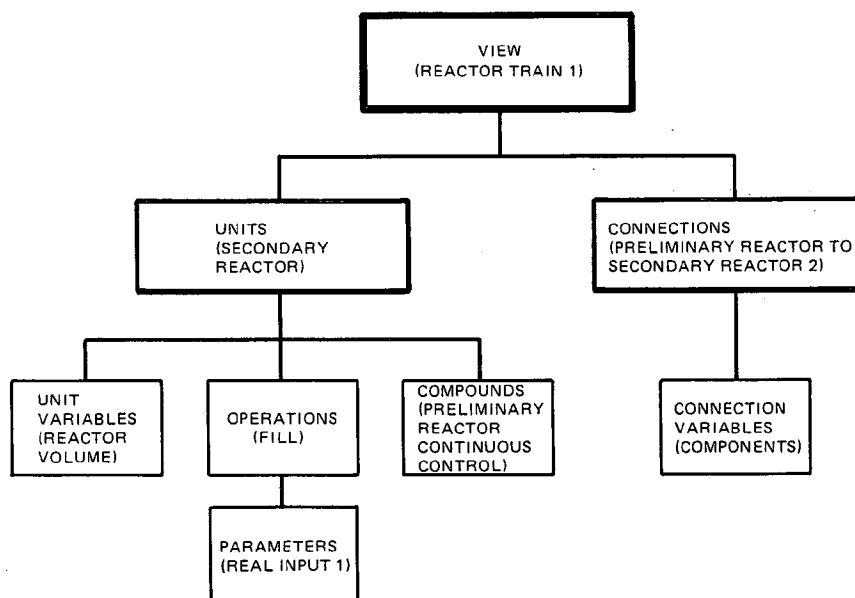 VIEW
(REACTOR TRAIN 1)
UNITS
(SECONDARY
REACTOR)
CONNECTIONS
(PRELIMINARY REACTOR TO
SECONDARY REACTOR 2)
UNIT
VARIABLES
(REACTOR
VOLUME)
OPERATIONS
(FILL)
COMPOUNDS
(PRELIMINARY
REACTOR
CONTINUOUS
CONTROL)
CONNECTION
VARIABLES
(COMPONENTS)
PARAMETERS
(REAL INPUT 1)